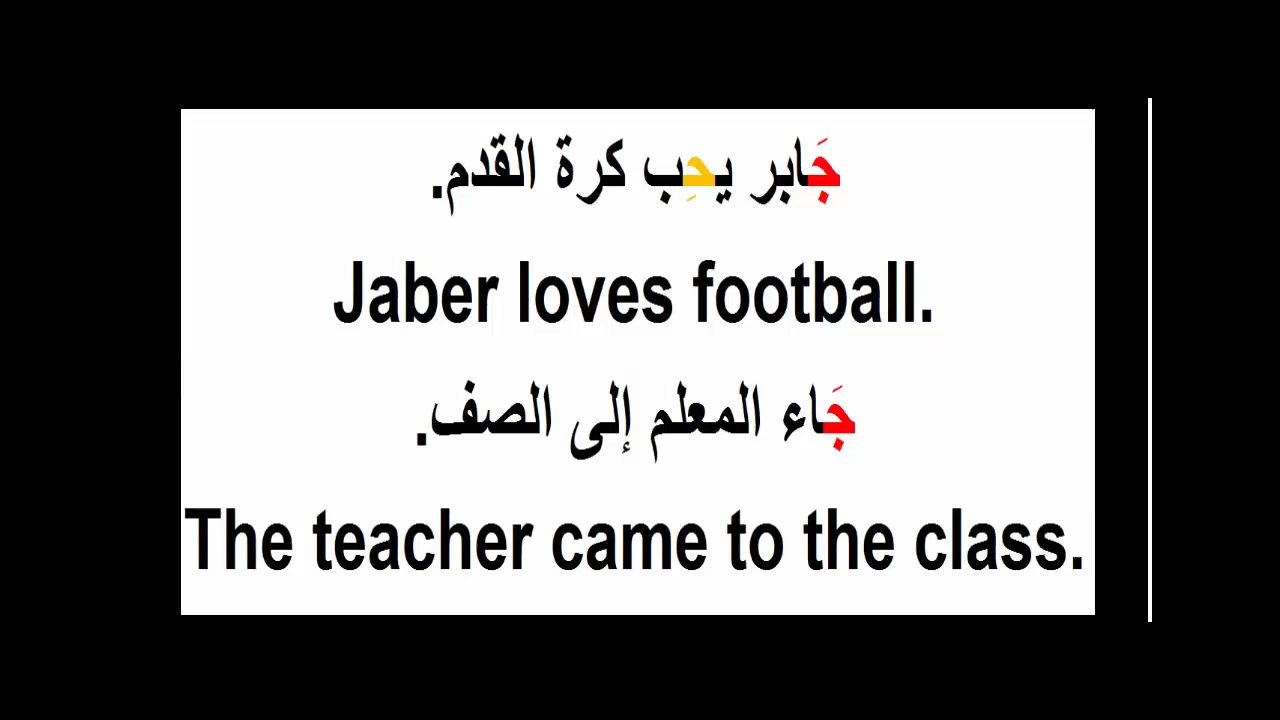 جَابر يحِب كرة القدم.
Jaber loves football.
جَاء المعلم إلى الصف.
The teacher came to the class.